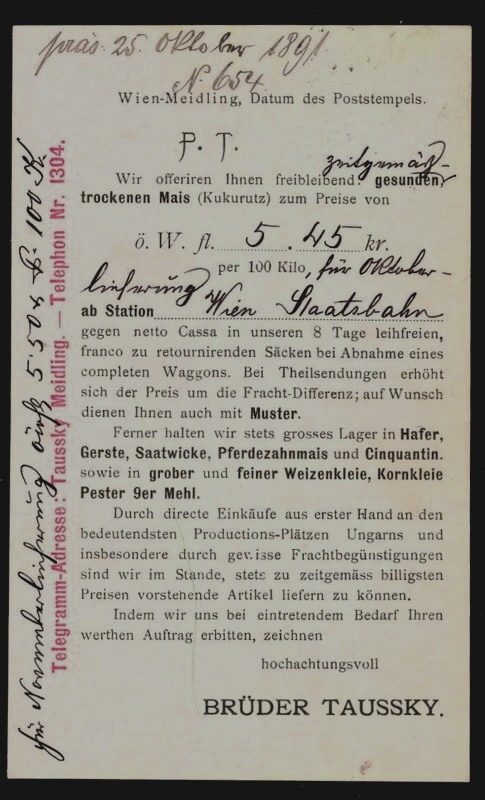 präs. 25. Oktober 1891
N. 654
Wien-Meidling, Datum des Poststempels.
P. T.
zeitgemäß
Wir offeriren Ihnen freibleibend: gesunden,
trockenen Mais (Kukurutz) zum Preise von
ö. W. fl. 5.45 kr.
per 100 Kilo, für Oktober-
lieferung
ab Station Wien Staatsbahn
gegen netto Cassa in unseren 8 Tage leihfreien,
franco zu retournirenden Säcken bei Abnahme eines
completen Waggons. Bei Theilsendungen erhöht
sich der Preis um die Fracht-Differenz; auf Wunsch
dienen Ihnen auch mit Muster.
Ferner halten wir stets grosses Lager in Hafer,
Gerste, Saatwicke, Pferdezahnmais und Cinquantin.
sowie in grober und feiner Weizenkleie, Kornkleie
Pester 9er Mehl.
Durch directe Einkäufe aus erster Hand an den
bedeutendsten Productions-Plätzen Ungarns und
insbesondere durch gewisse Frachtbegünstigungen
sind wir im Stande, stets zu zeitgemäss billigsten
Preisen vorstehende Artikel liefern zu können.
Indem wir uns bei eintretendem Bedarf Ihren
werthen Auftrag erbitten, zeichnen
hochachtungsvoll
BRÜDER TAUSSKY.
Telegramm-Adresse: Taussky Meidling. — Telephon Nr. 1304.
für Novemberlieferung 5.50 100 K.